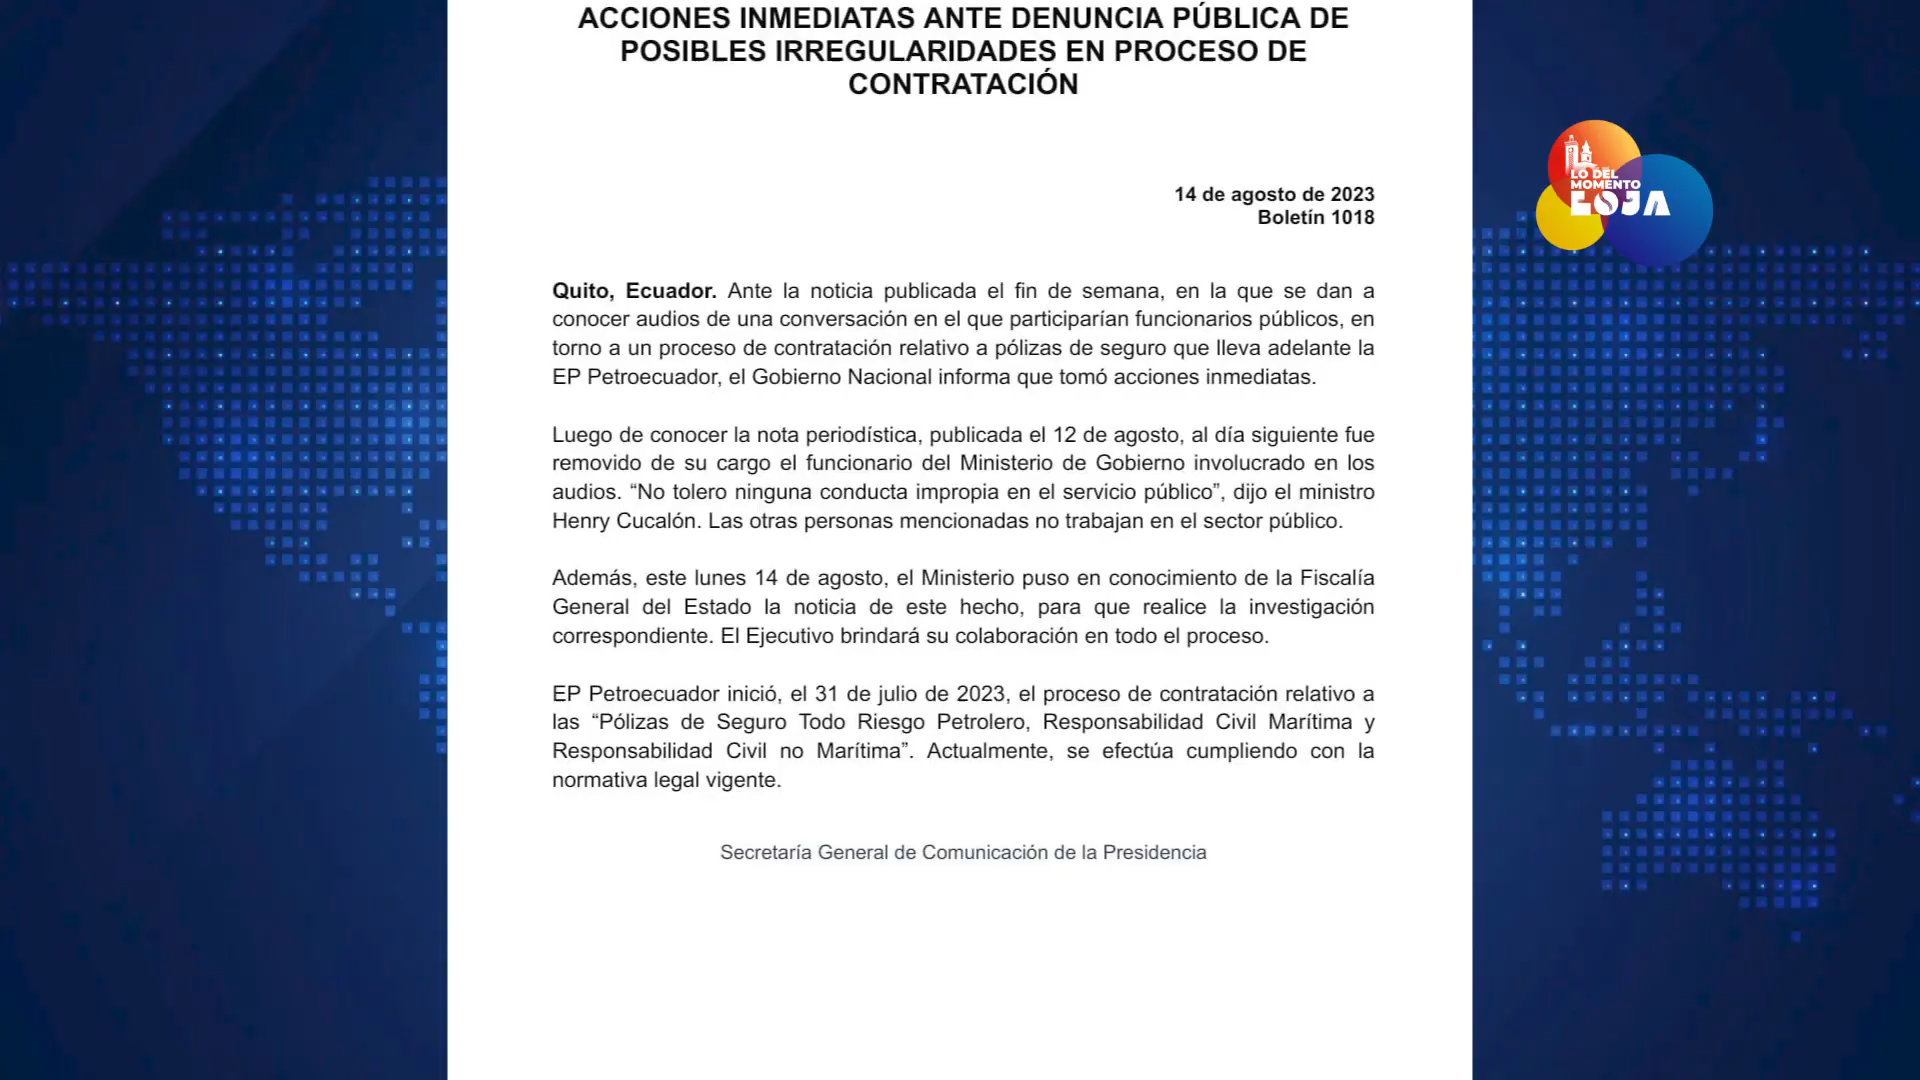 ACCIONES INMEDIATAS ANTE DENUNCIA PÚBLICA DE
POSIBLES IRREGULARIDADES EN PROCESO DE
CONTRATACIÓN
LO DEL
MOMENTO
LOJA
14 de agosto de 2023
Boletín 1018
Quito, Ecuador. Ante la noticia publicada el fin de semana, en la que se dan a
conocer audios de una conversación en el que participarían funcionarios públicos, en
torno a un proceso de contratación relativo a pólizas de seguro que lleva adelante la
EP Petroecuador, el Gobierno Nacional informa que tomó acciones inmediatas.
Luego de conocer la nota periodística, publicada el 12 de agosto, al día siguiente fue
removido de su cargo el funcionario del Ministerio de Gobierno involucrado en los
audios. “No tolero ninguna conducta impropia en el servicio público”, dijo el ministro
Henry Cucalón. Las otras personas mencionadas no trabajan en el sector público.
Además, este lunes 14 de agosto, el Ministerio puso en conocimiento de la Fiscalía
General del Estado la noticia de este hecho, para que realice la investigación
correspondiente. El Ejecutivo brindará su colaboración en todo el proceso.
EP Petroecuador inició, el 31 de julio de 2023, el proceso de contratación relativo a
las “Pólizas de Seguro Todo Riesgo Petrolero, Responsabilidad Civil Marítima y
Responsabilidad Civil no Marítima”. Actualmente, se efectúa cumpliendo con la
normativa legal vigente.
Secretaría General de Comunicación de la Presidencia